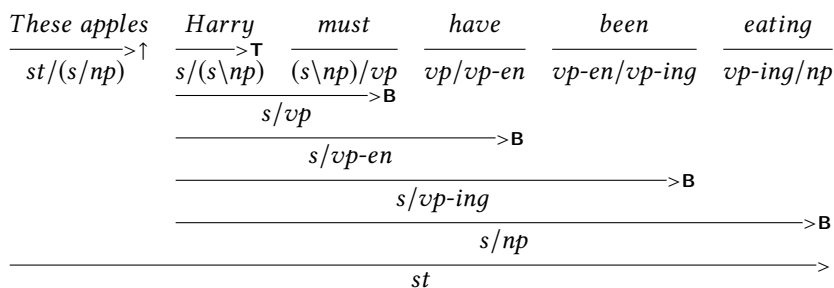 These apples Harry must have been eating
>↑ >T
st/(s/np) s/(s\np) (s\np)/vp vp/vp-en vp-en/vp-ing vp-ing/np
>B
s/vp
>B
s/vp-en
>B
s/vp-ing
>B
s/np
>
st